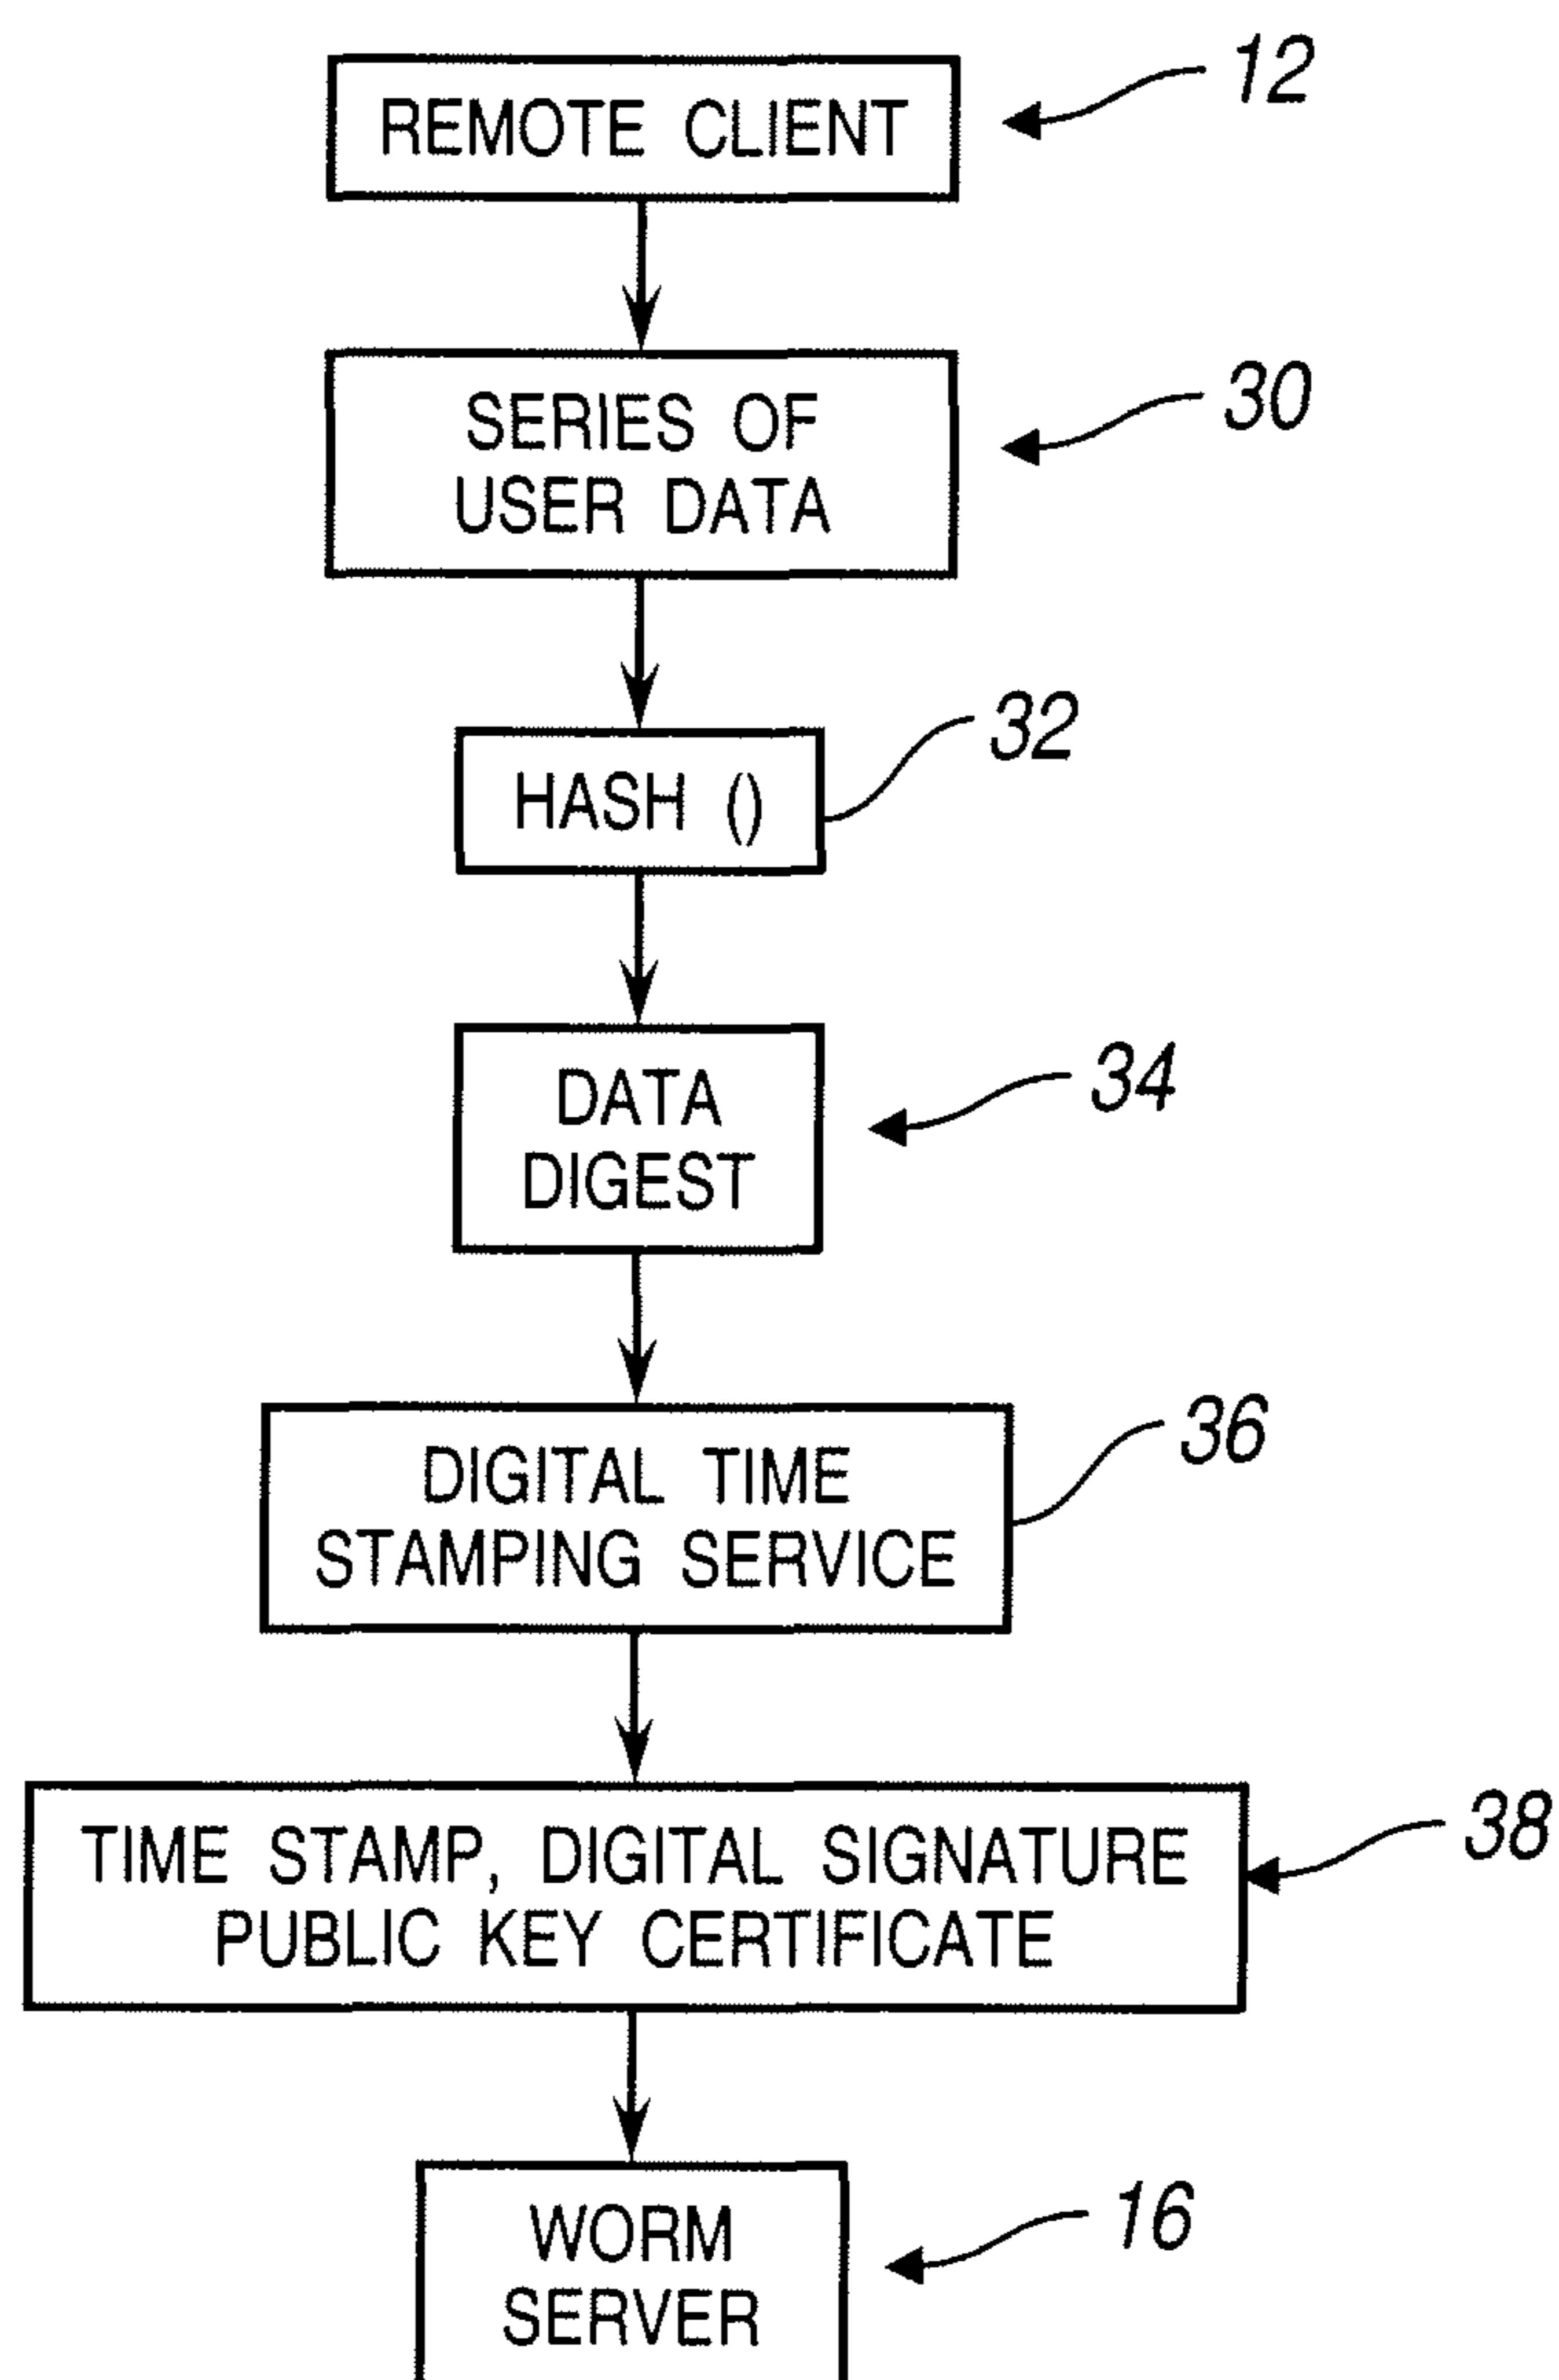 12
REMOTE CLIENT
30
SERIES OF
USER DATA
32
HASH ()
34
DATA
DIGEST
36
DIGITAL TIME
STAMPING SERVICE
38
TIME STAMP, DIGITAL SIGNATURE
PUBLIC KEY CERTIFICATE
16
WORM
SERVER